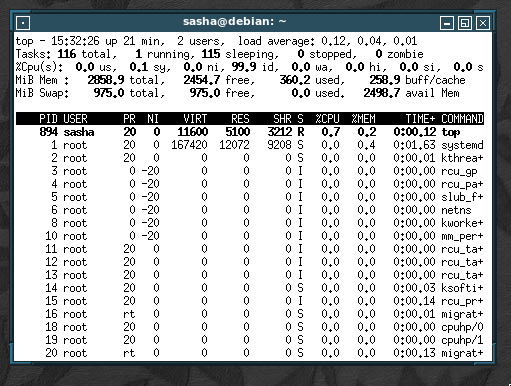 sasha@debian: ~
top - 15:32:26 up 21 min,  2 users,  load average: 0.12, 0.04, 0.01
Tasks: 116 total,   1 running, 115 sleeping,   0 stopped,   0 zombie
%Cpu(s):  0.0 us,  0.1 sy,  0.0 ni, 99.9 id,  0.0 wa,  0.0 hi,  0.0 si,  0.0 s
MiB Mem :   2858.9 total,   2454.7 free,    360.2 used,    258.9 buff/cache
MiB Swap:    975.0 total,    975.0 free,      0.0 used.   2498.7 avail Mem
PID USER      PR  NI    VIRT    RES    SHR S  %CPU  %MEM     TIME+ COMMAND
894 sasha     20   0   11600   5100   3212 R   0.7   0.2   0:00.12 top
1 root      20   0  167420  12072   9208 S   0.0   0.4   0:01.63 systemd
2 root      20   0       0      0      0 S   0.0   0.0   0:00.01 kthrea+
3 root       0 -20       0      0      0 I   0.0   0.0   0:00.00 rcu_gp
4 root       0 -20       0      0      0 I   0.0   0.0   0:00.00 rcu_pa+
5 root       0 -20       0      0      0 I   0.0   0.0   0:00.00 slub_f+
6 root       0 -20       0      0      0 I   0.0   0.0   0:00.00 netns
8 root       0 -20       0      0      0 I   0.0   0.0   0:00.00 kworke+
10 root       0 -20       0      0      0 I   0.0   0.0   0:00.00 mm_per+
11 root      20   0       0      0      0 I   0.0   0.0   0:00.00 rcu_ta+
12 root      20   0       0      0      0 I   0.0   0.0   0:00.00 rcu_ta+
13 root      20   0       0      0      0 I   0.0   0.0   0:00.00 rcu_ta+
14 root      20   0       0      0      0 S   0.0   0.0   0:00.03 ksofti+
15 root      20   0       0      0      0 I   0.0   0.0   0:00.14 rcu_pr+
16 root      rt   0       0      0      0 S   0.0   0.0   0:00.01 migrat+
18 root      20   0       0      0      0 S   0.0   0.0   0:00.00 cpuhp/0
19 root      20   0       0      0      0 S   0.0   0.0   0:00.00 cpuhp/1
20 root      rt   0       0      0      0 S   0.0   0.0   0:00.13 migrat+